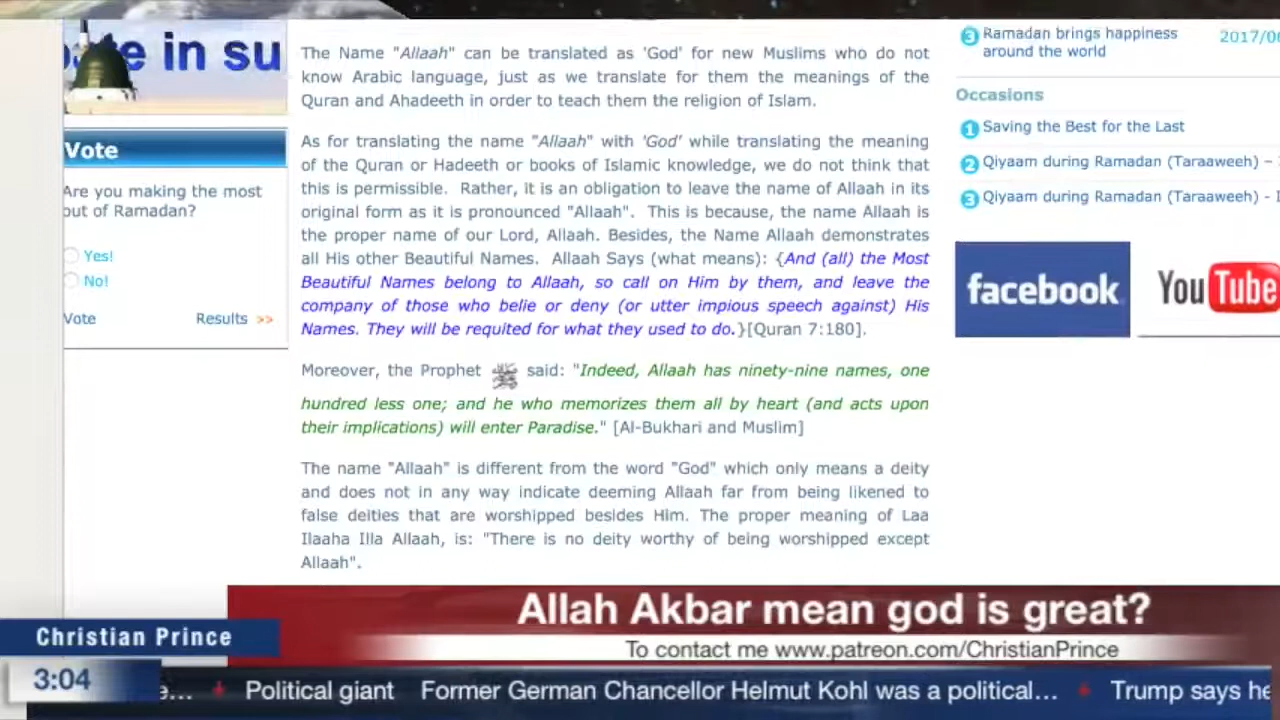 in su
Vote
Are you making the most
out of Ramadan?
Yes!
No!
Vote
Results >>
The Name "Allaah" can be translated as 'God' for new Muslims who do not
know Arabic language, just as we translate for them the meanings of the
Quran and Ahadeeth in order to teach them the religion of Islam.
As for translating the name "Allaah" with 'God' while translating the meaning
of the Quran or Hadeeth or books of Islamic knowledge, we do not think that
this is permissible. Rather, it is an obligation to leave the name of Allaah in its
original form as it is pronounced "Allaah". This is because, the name Allaah is
the proper name of our Lord, Allaah. Besides, the Name Allaah demonstrates
all His other Beautiful Names. Allaah Says (what means): {And (all) the Most
Beautiful Names belong to Allaah, so call on Him by them, and leave the
company of those who belie or deny (or utter impious speech against) His
Names. They will be requited for what they used to do.}[Quran 7:180].
Moreover, the Prophet ﷺ said: "Indeed, Allaah has ninety-nine names, one
hundred less one; and he who memorizes them all by heart (and acts upon
their implications) will enter Paradise." [Al-Bukhari and Muslim]
The name "Allaah" is different from the word "God" which only means a deity
and does not in any way indicate deeming Allaah far from being likened to
false deities that are worshipped besides Him. The proper meaning of Laa
Ilaaha Illa Allaah, is: "There is no deity worthy of being worshipped except
Allaah".
3 Ramadan brings happiness
around the world
2017/0
Occasions
1 Saving the Best for the Last
2 Qiyaam during Ramadan (Taraaweeh) –
3 Qiyaam during Ramadan (Taraaweeh) -
facebook
YouTube
Allah Akbar mean god is great?
To contact me www.patreon.com/ChristianPrince
Christian Prince
3:04
e... Political giant Former German Chancellor Helmut Kohl was a political... Trump says he